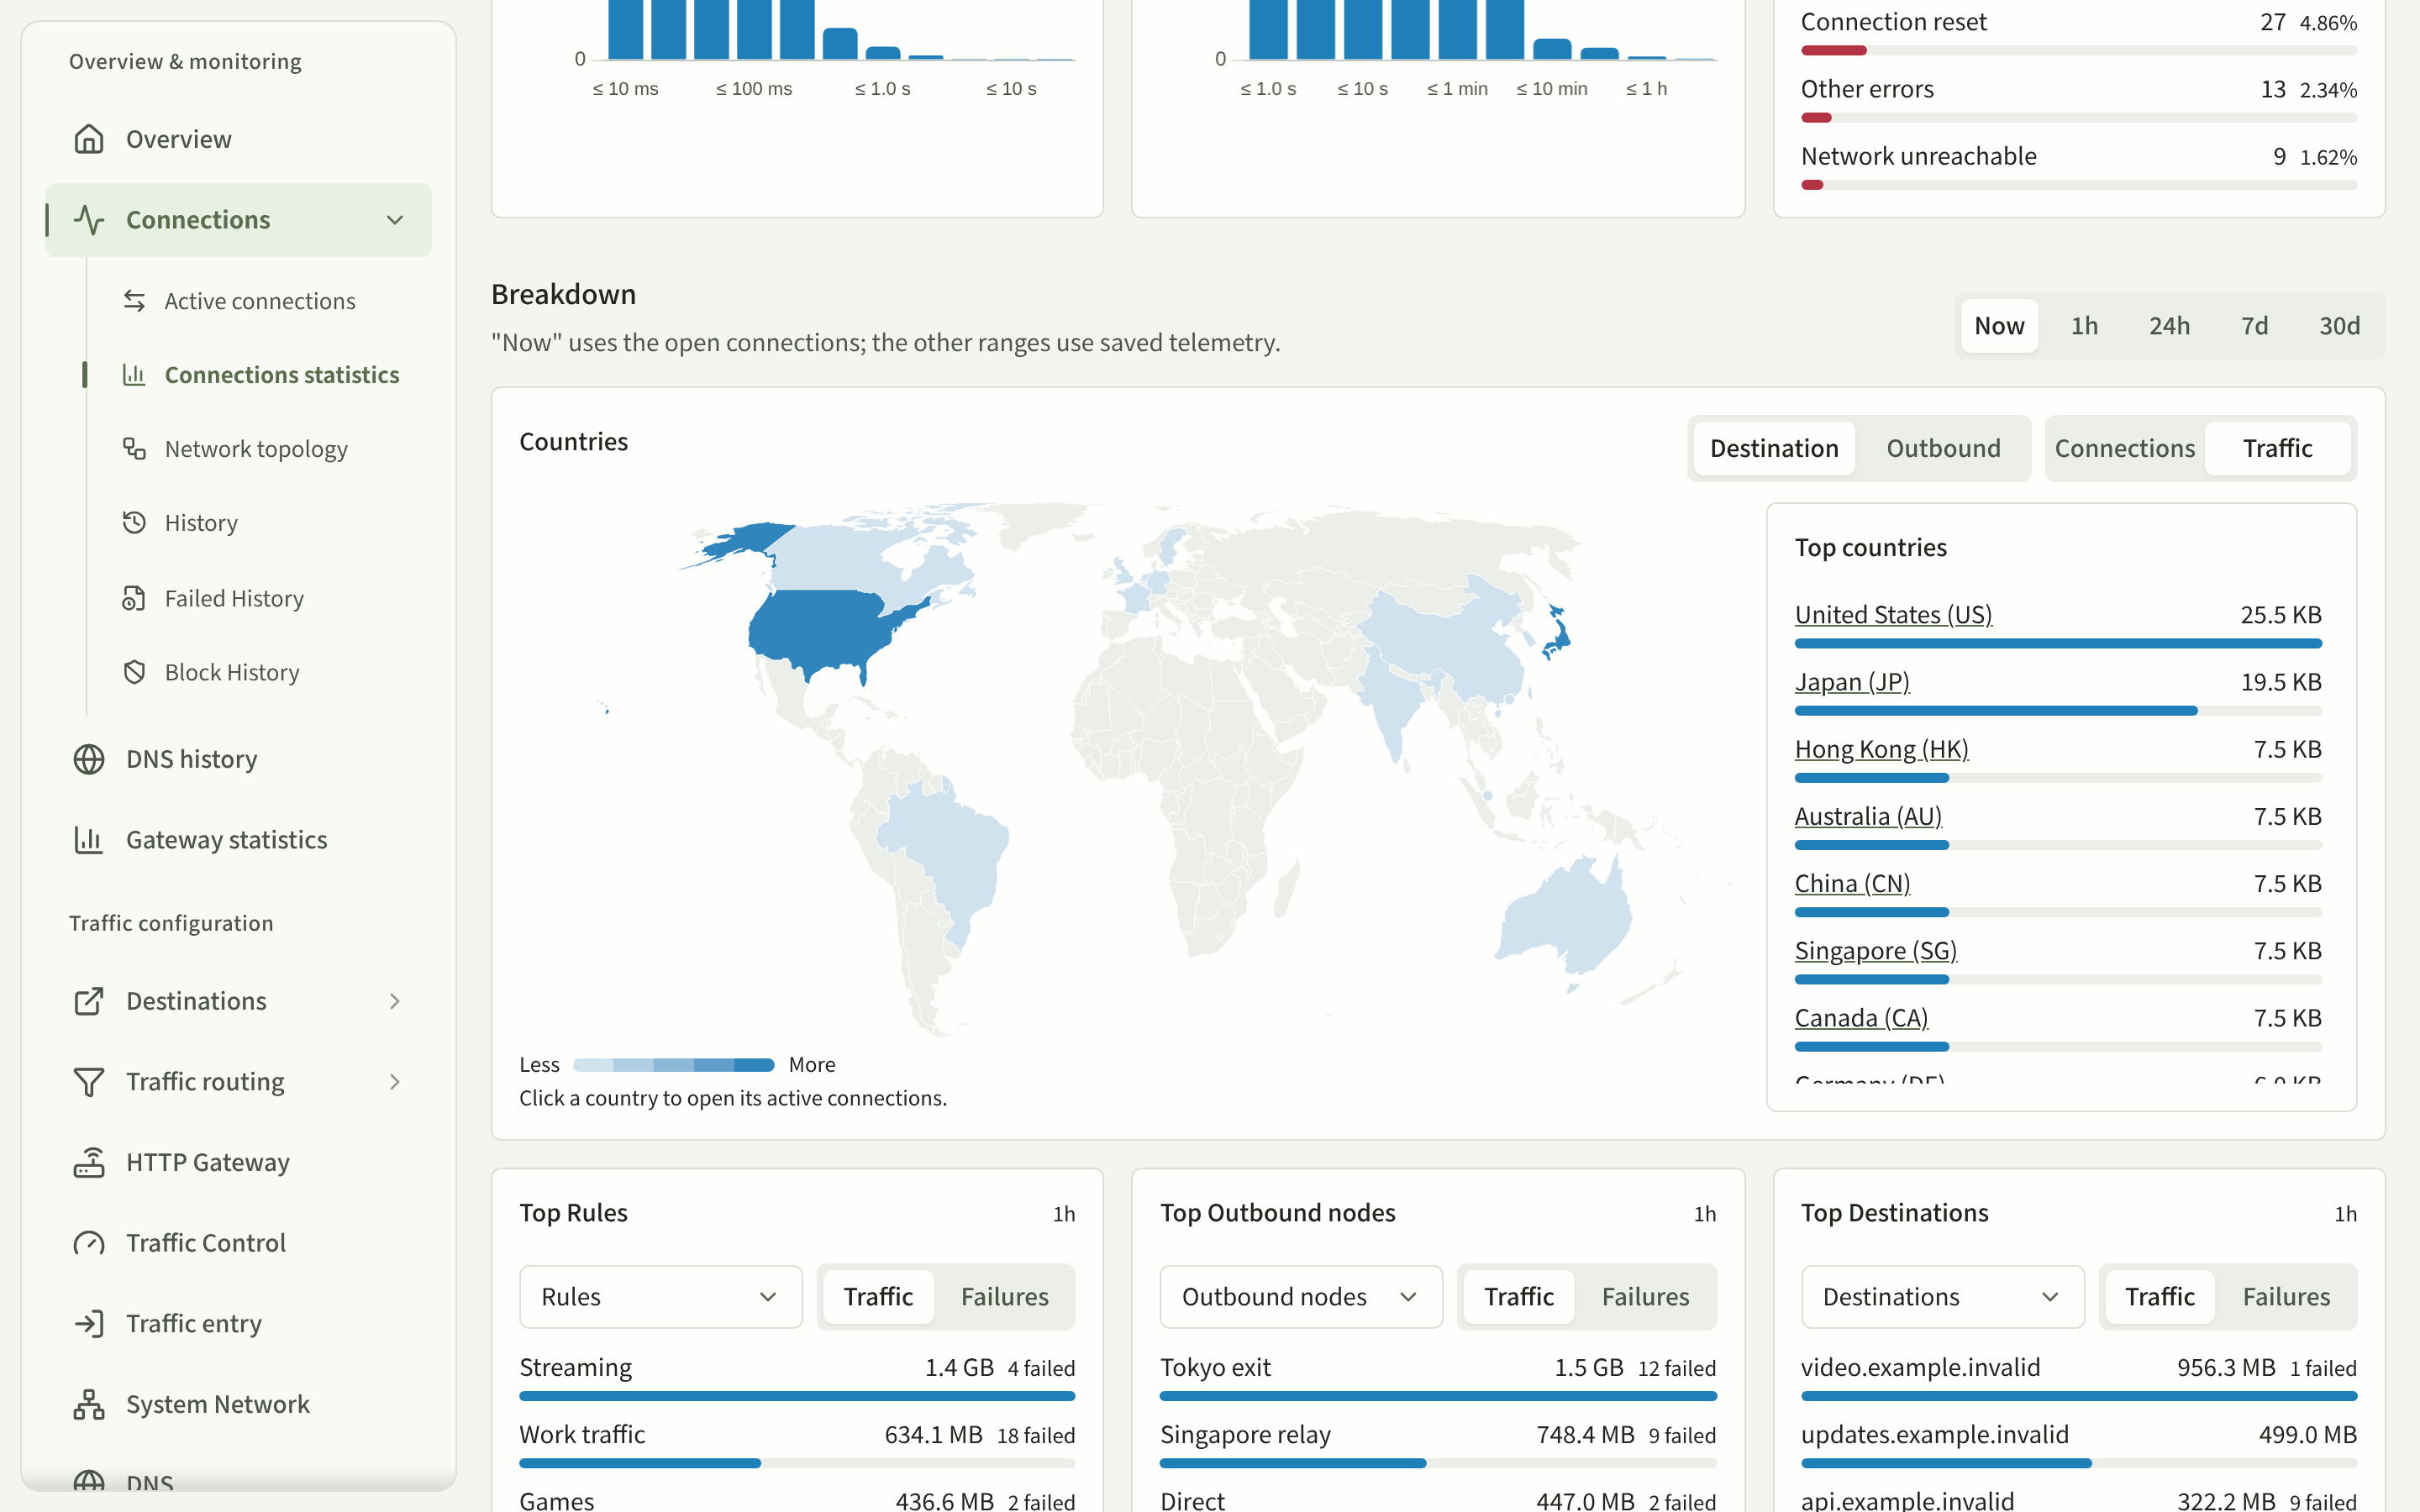 Overview & monitoring
Overview
Connections
Active connections
Connections statistics
Network topology
History
Failed History
Block History
DNS history
Gateway statistics
Traffic configuration
Destinations
Traffic routing
HTTP Gateway
Traffic Control
Traffic entry
System Network
DNS
0
≤ 10 ms ≤ 100 ms ≤ 1.0 s ≤ 10 s
0
≤ 1.0 s ≤ 10 s ≤ 1 min ≤ 10 min ≤ 1 h
Connection reset 27 4.86%
Other errors 13 2.34%
Network unreachable 9 1.62%
Breakdown
"Now" uses the open connections; the other ranges use saved telemetry.
Now 1h 24h 7d 30d
Countries
Destination Outbound Connections Traffic
Less More
Click a country to open its active connections.
Top countries
United States (US) 25.5 KB
Japan (JP) 19.5 KB
Hong Kong (HK) 7.5 KB
Australia (AU) 7.5 KB
China (CN) 7.5 KB
Singapore (SG) 7.5 KB
Canada (CA) 7.5 KB
Germany (DE) 6.0 KB
Top Rules 1h
Rules Traffic Failures
Streaming 1.4 GB 4 failed
Work traffic 634.1 MB 18 failed
Games 436.6 MB 2 failed
Top Outbound nodes 1h
Outbound nodes Traffic Failures
Tokyo exit 1.5 GB 12 failed
Singapore relay 748.4 MB 9 failed
Direct 447.0 MB 2 failed
Top Destinations 1h
Destinations Traffic Failures
video.example.invalid 956.3 MB 1 failed
updates.example.invalid 499.0 MB
api.example.invalid 322.2 MB 9 failed